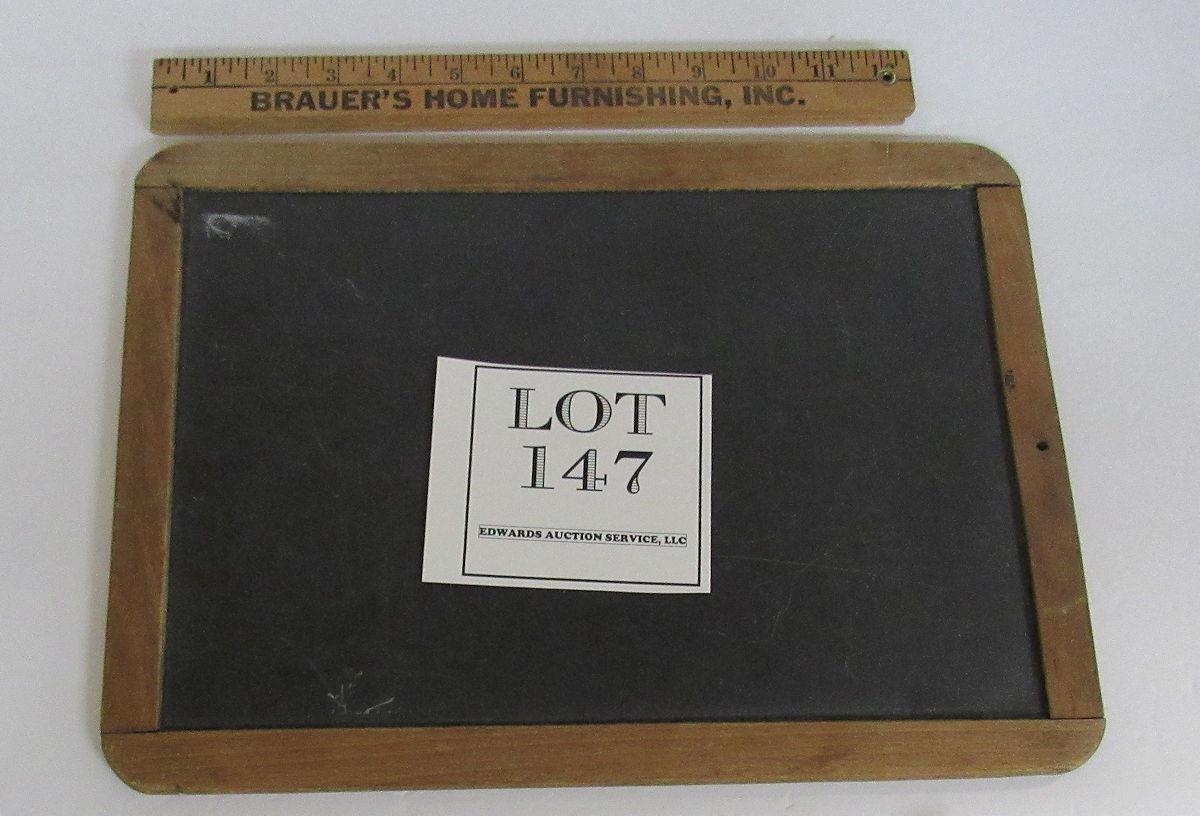 1 2 3 4 5 6 7 8 9 10 11 12
BRAUER'S HOME FURNISHING, INC.
LOT
147
EDWARDS AUCTION SERVICE, LLC